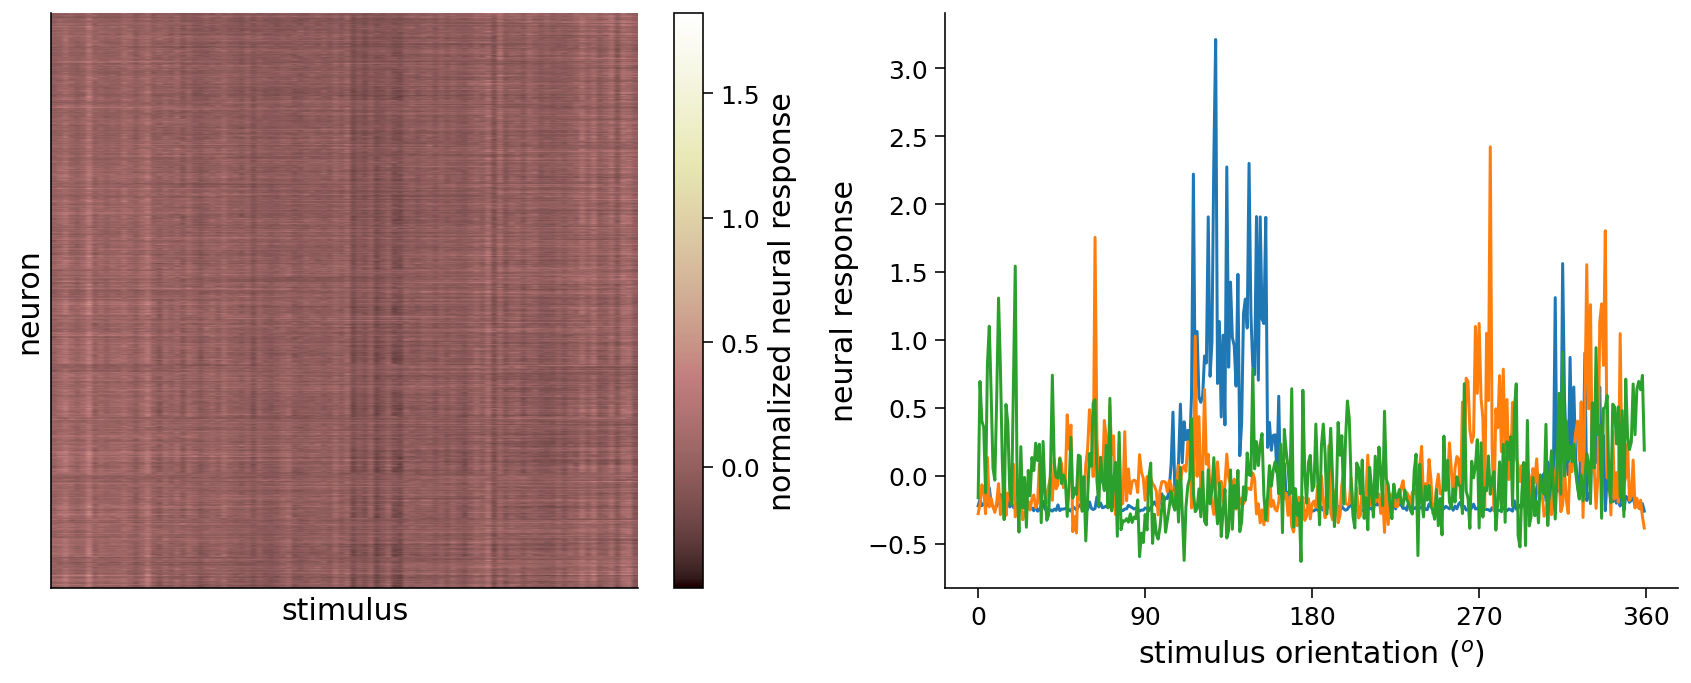 neuron
stimulus
1.5
1.0
0.5
0.0
normalized neural response
neural response
3.0
2.5
2.0
1.5
1.0
0.5
0.0
−0.5
0 90 180 270 360
stimulus orientation (o)